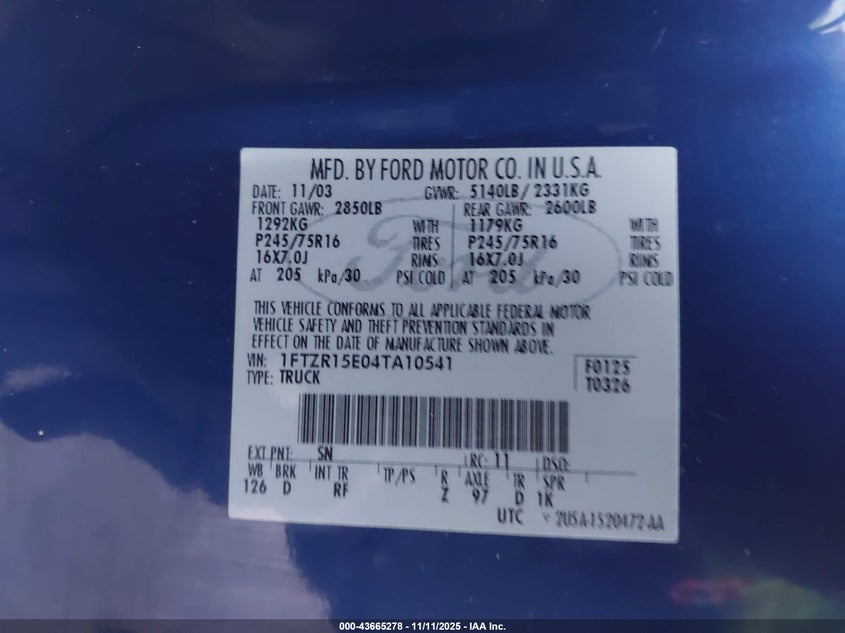 MFD. BY FORD MOTOR CO. IN U.S.A.
DATE: 11/03 GVWR: 5140LB/ 2331KG
FRONT GAWR: 2850LB REAR GAWR: 2600LB
1292KG WITH 1179KG WITH
P245/75R16 TIRES P245/75R16 TIRES
16X7.0J RIMS 16X7.0J RIMS
AT 205 kPa/30 PSI COLD AT 205 kPa/30 PSI COLD
Ford
THIS VEHICLE CONFORMS TO ALL APPLICABLE FEDERAL MOTOR
VEHICLE SAFETY AND THEFT PREVENTION STANDARDS IN
EFFECT ON THE DATE OF MANUFACTURE SHOWN ABOVE.
VIN: 1FTZR15E04TA10541 F0125
TYPE: TRUCK T0326
EXT PNT: SN RC: 11 DSO:
WB BRK INT TR TP/PS R AXLE TR SPR
126 D RF Z 97 D 1K
UTC ▽ 2U5A-1520472-AA
000-43665278 - 11/11/2025 - IAA Inc.